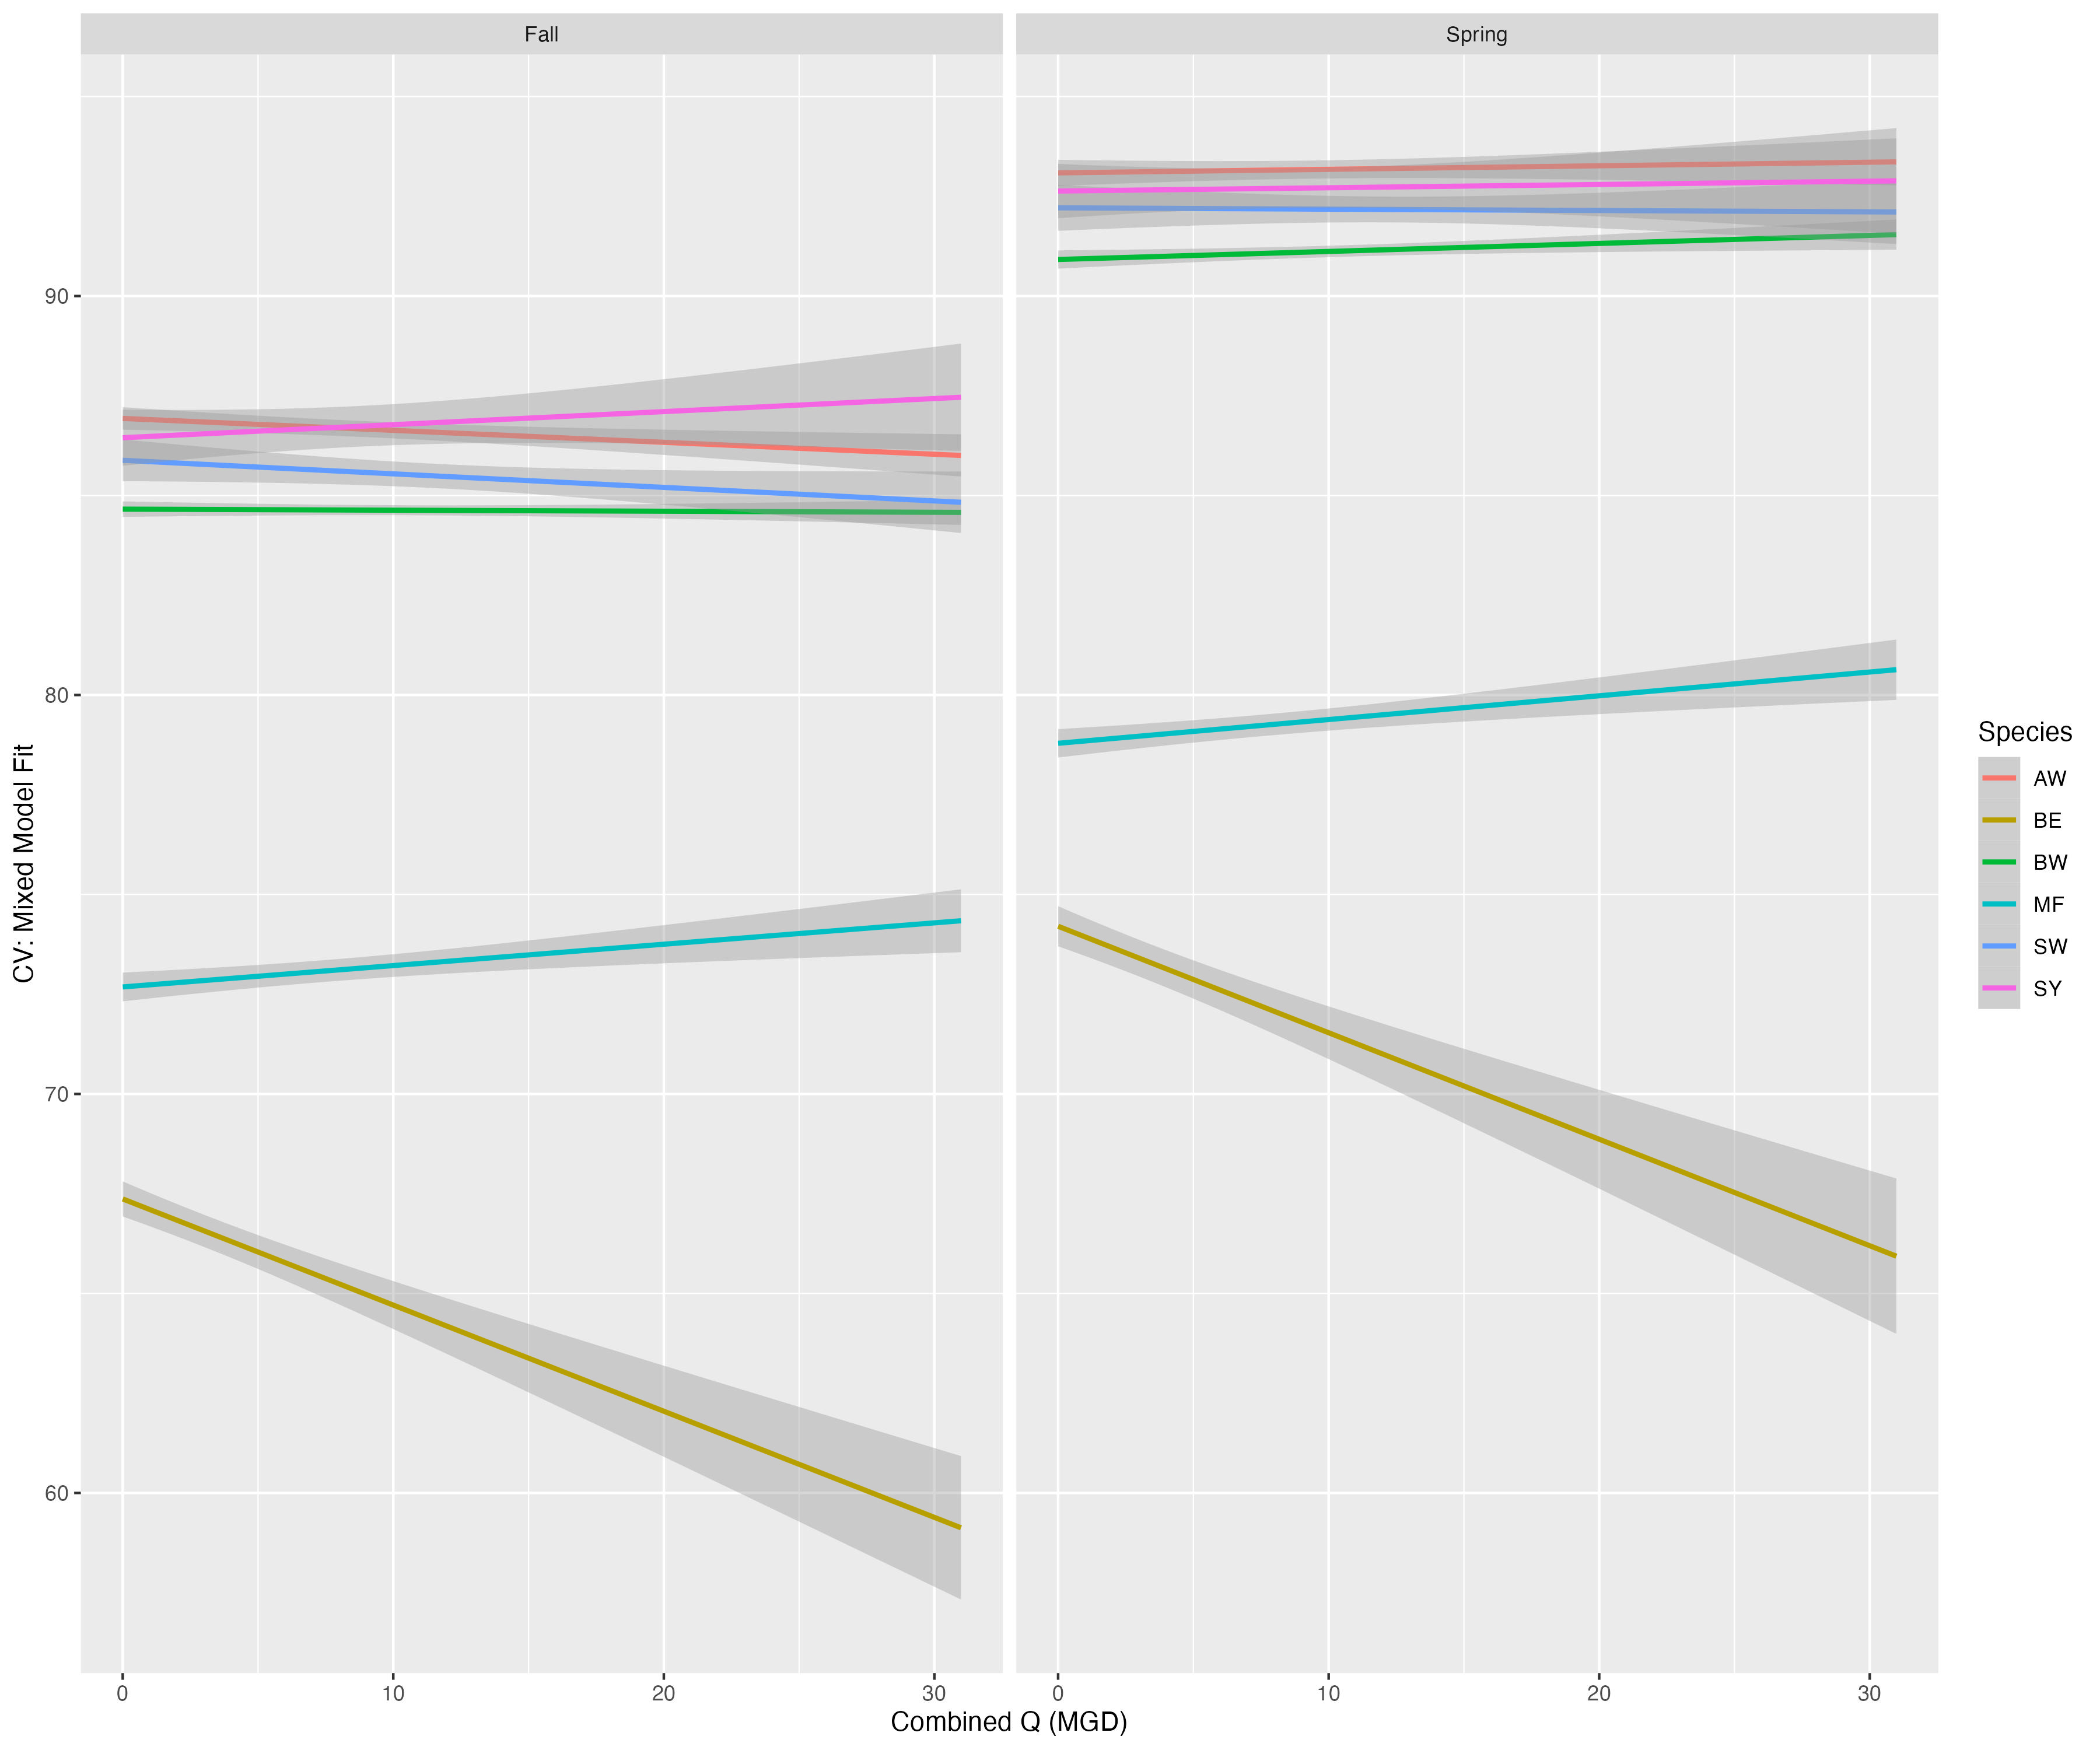 Fall
Spring
CV: Mixed Model Fit
90
80
70
60
0 10 20 30
0 10 20 30
Combined Q (MGD)
Species
AW
BE
BW
MF
SW
SY